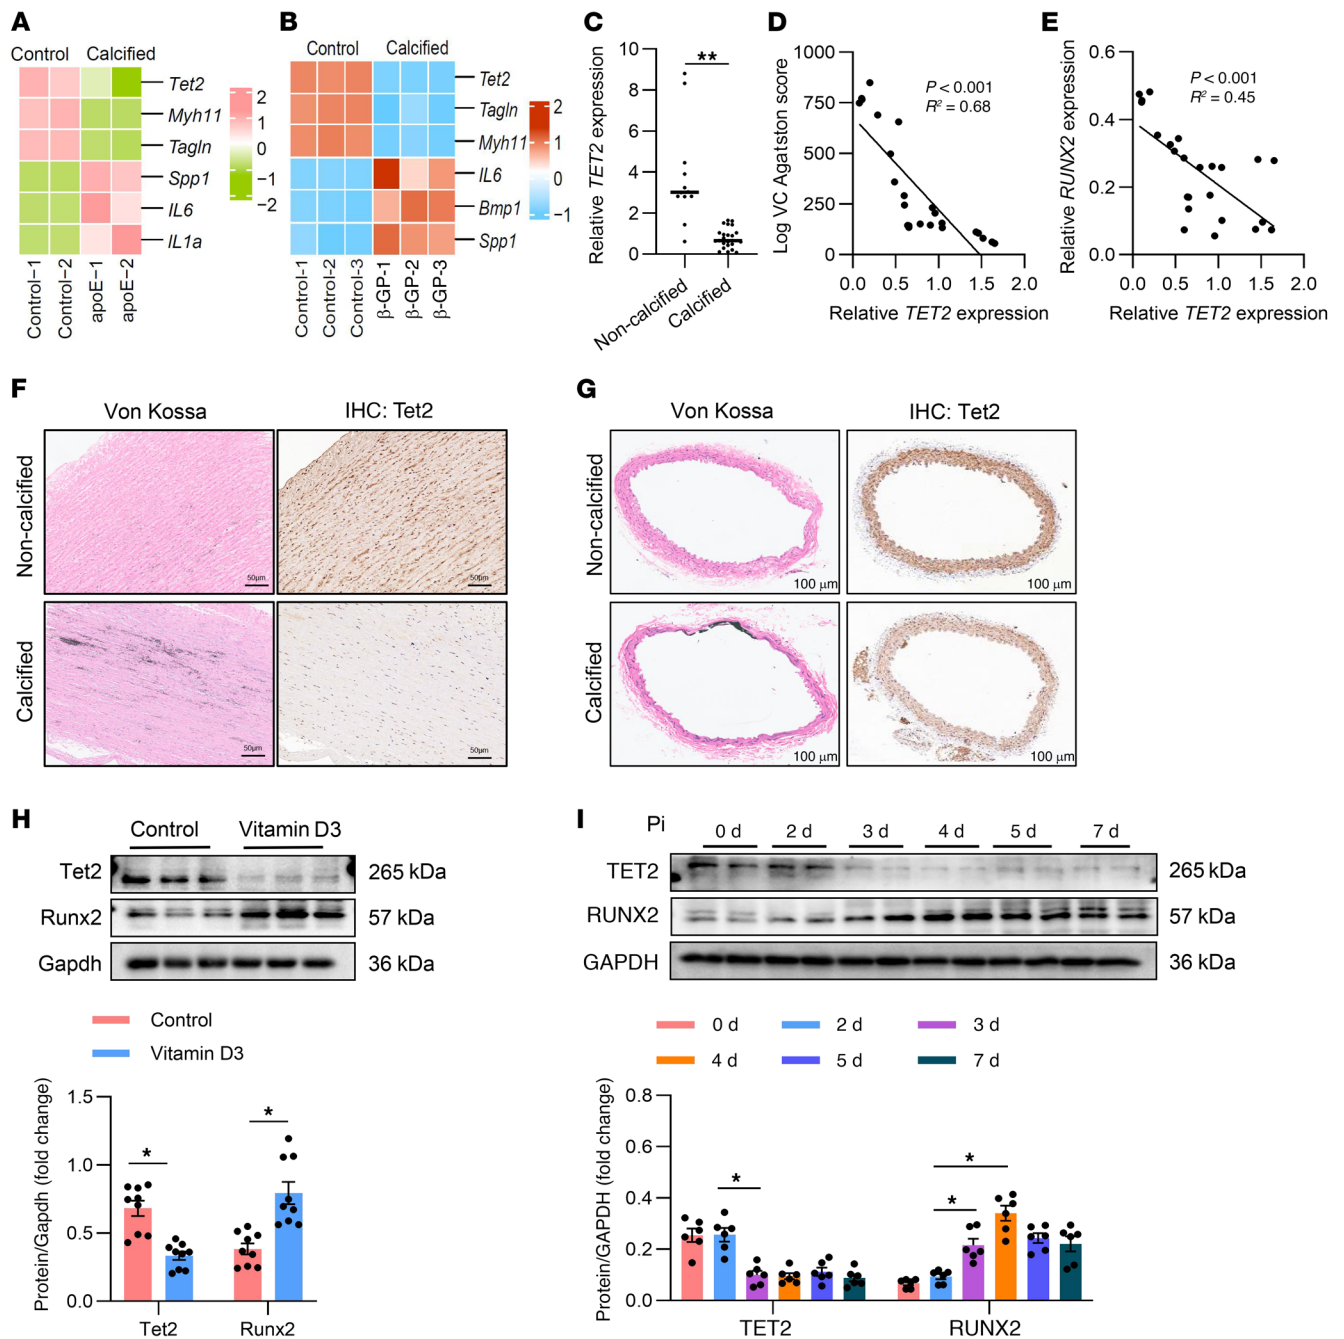 A
Control Calcified
Tet2
Myh11
Tagln
Spp1
IL6
IL1a
2
1
0
−1
−2
Control−1
Control−2
apoE−1
apoE−2
B
Control Calcified
Tet2
Tagln
Myh11
IL6
Bmp1
Spp1
2
1
0
−1
Control-1
Control-2
Control-3
β-GP-1
β-GP-2
β-GP-3
C
Relative TET2 expression
10
8
6
4
2
0
**
Non-calcified
Calcified
D
Log VC Agatston score
1000
750
500
250
0
P < 0.001
R² = 0.68
0.0 0.5 1.0 1.5 2.0
Relative TET2 expression
E
Relative RUNX2 expression
0.6
0.4
0.2
0.0
P < 0.001
R² = 0.45
0.0 0.5 1.0 1.5 2.0
Relative TET2 expression
F
Von Kossa IHC: Tet2
Non-calcified
50μm 50μm
Calcified
50μm 50μm
G
Von Kossa IHC: Tet2
Non-calcified
100 μm 100 μm
Calcified
100 μm 100 μm
H
Control Vitamin D3
Tet2 265 kDa
Runx2 57 kDa
Gapdh 36 kDa
Control
Vitamin D3
Protein/Gapdh (fold change)
1.5
1.0
0.5
0.0
*
*
Tet2 Runx2
I
Pi 0 d 2 d 3 d 4 d 5 d 7 d
TET2 265 kDa
RUNX2 57 kDa
GAPDH 36 kDa
0 d 2 d 3 d
4 d 5 d 7 d
Protein/GAPDH (fold change)
0.8
0.6
0.4
0.2
0.0
*
*
*
TET2 RUNX2